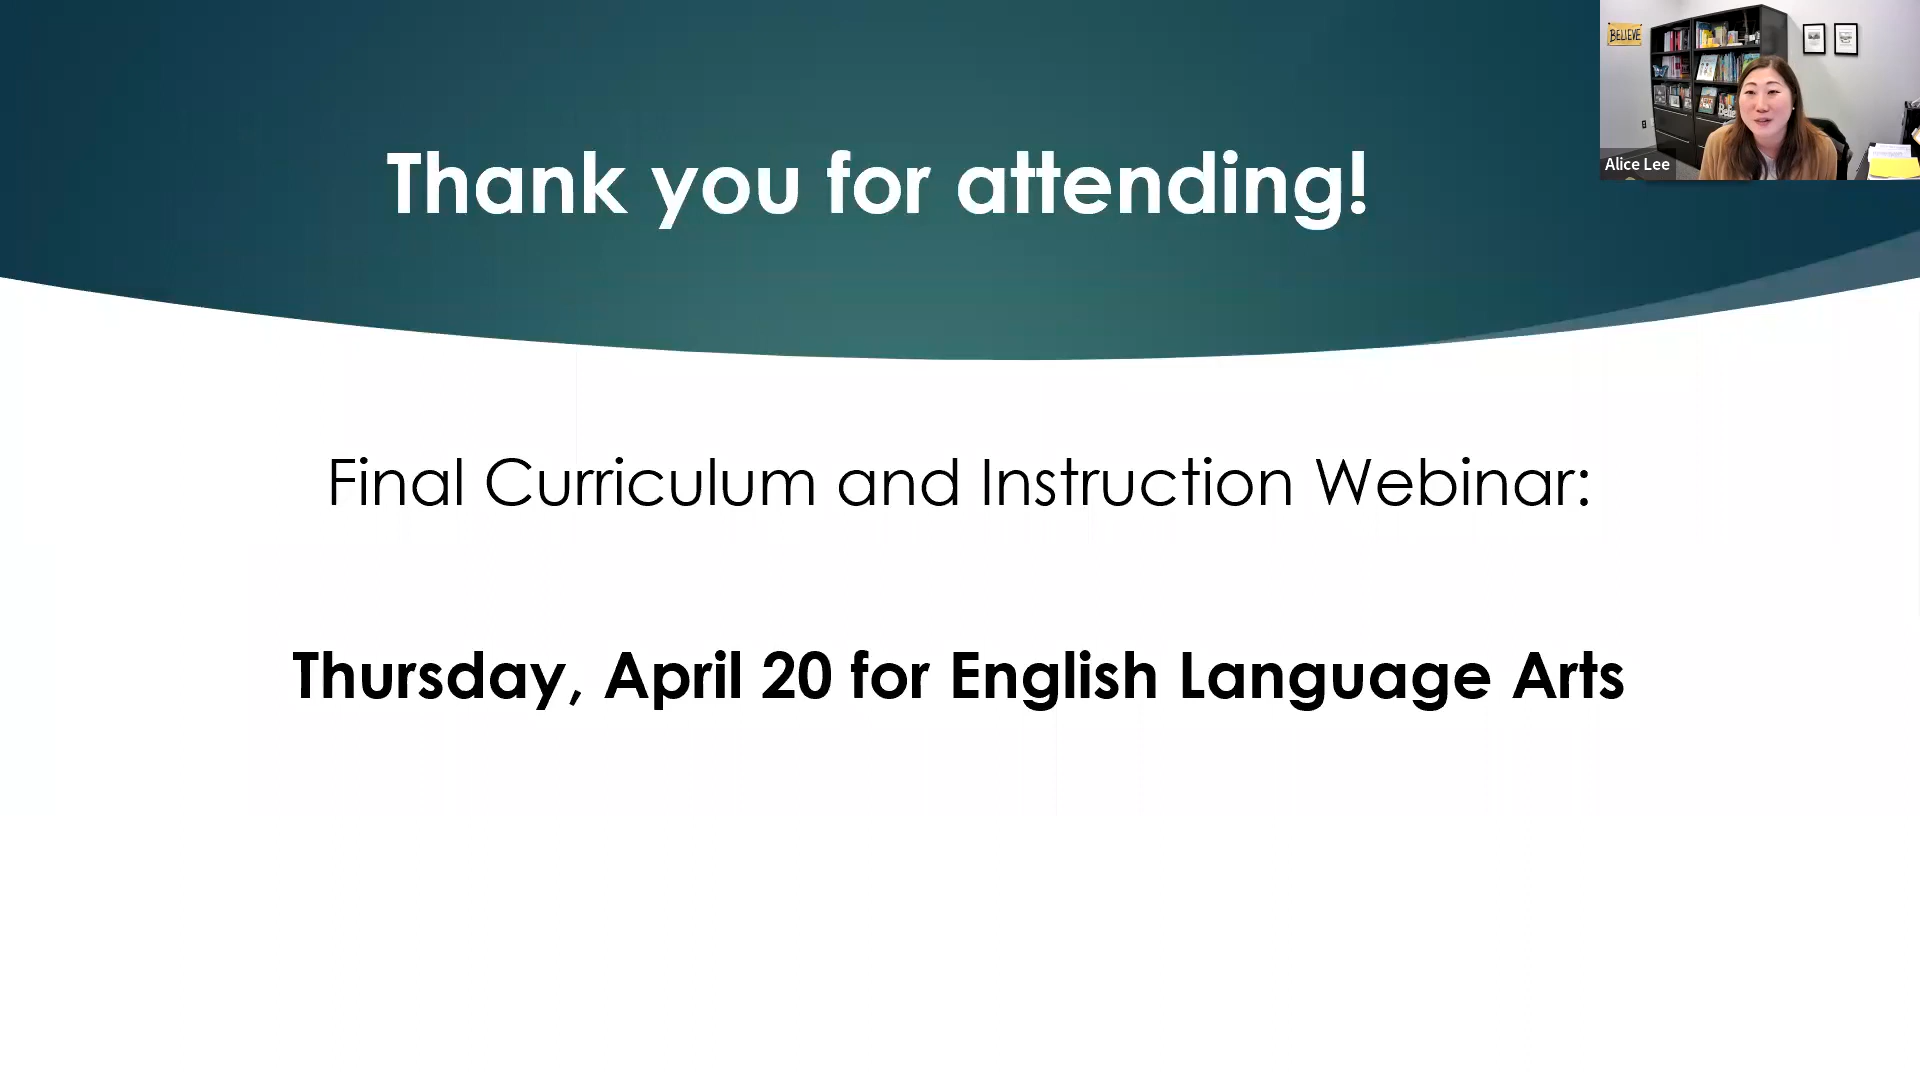 BELIEVE
Alice Lee
Thank you for attending!
Final Curriculum and Instruction Webinar:
Thursday, April 20 for English Language Arts